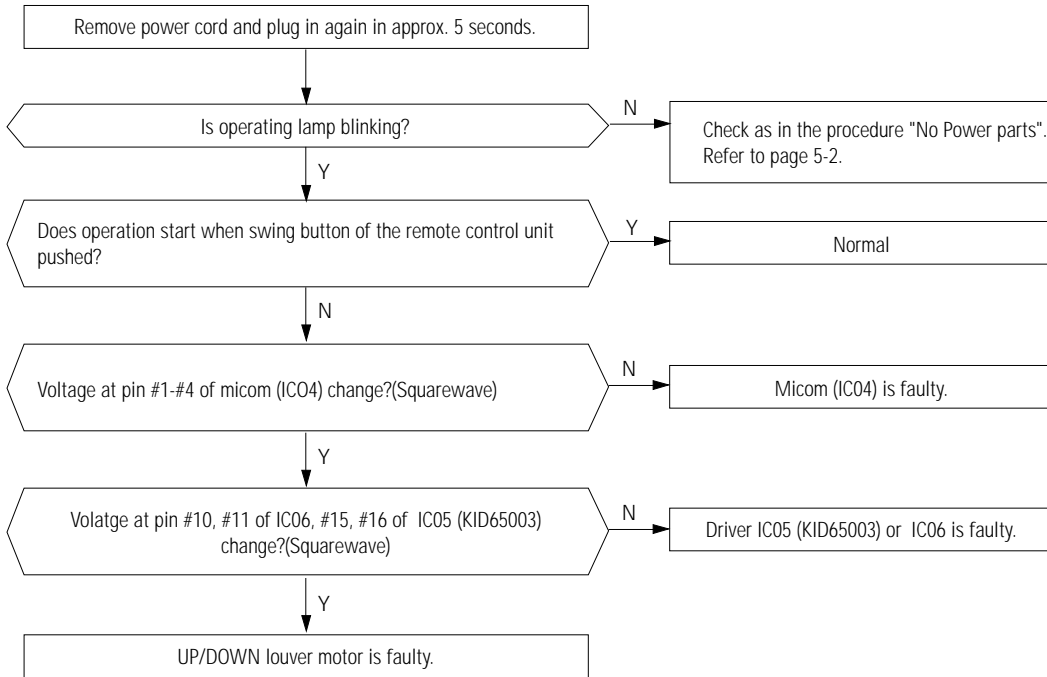 Remove power cord and plug in again in approx. 5 seconds.
Is operating lamp blinking?
N
Check as in the procedure "No Power parts".
Refer to page 5-2.
Y
Does operation start when swing button of the remote control unit
pushed?
Y
Normal
N
Voltage at pin #1-#4 of micom (ICO4) change?(Squarewave)
N
Micom (IC04) is faulty.
Y
Volatge at pin #10, #11 of IC06, #15, #16 of IC05 (KID65003)
change?(Squarewave)
N
Driver IC05 (KID65003) or IC06 is faulty.
Y
UP/DOWN louver motor is faulty.